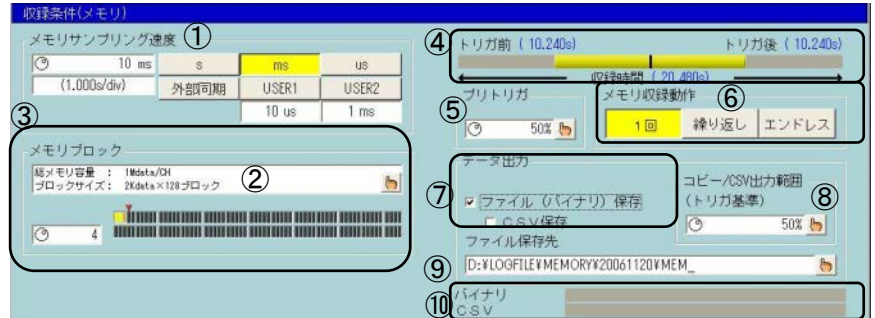 収録条件(メモリ)
メモリサンプリング速度 ①
10 ms
s
ms
us
(1.000s/div)
外部同期
USER1
USER2
10 us
1 ms
③
メモリブロック
総メモリ容量 : 1Mdata/CH
ブロックサイズ: 2Kdata×128ブロック
②
4
④
トリガ前 ( 10.240s)
トリガ後 ( 10.240s)
収録時間 ( 20.480s)
⑤
プリトリガ
50%
メモリ収録動作 ⑥
1回
繰り返し
エンドレス
データ出力
⑦
ファイル (バイナリ) 保存
CSV保存
コピー/CSV出力範囲
(トリガ基準)
⑧
50%
ファイル保存先
⑨
D:¥LOGFILE¥MEMORY¥20061120¥MEM_
⑩
バイナリ
CSV